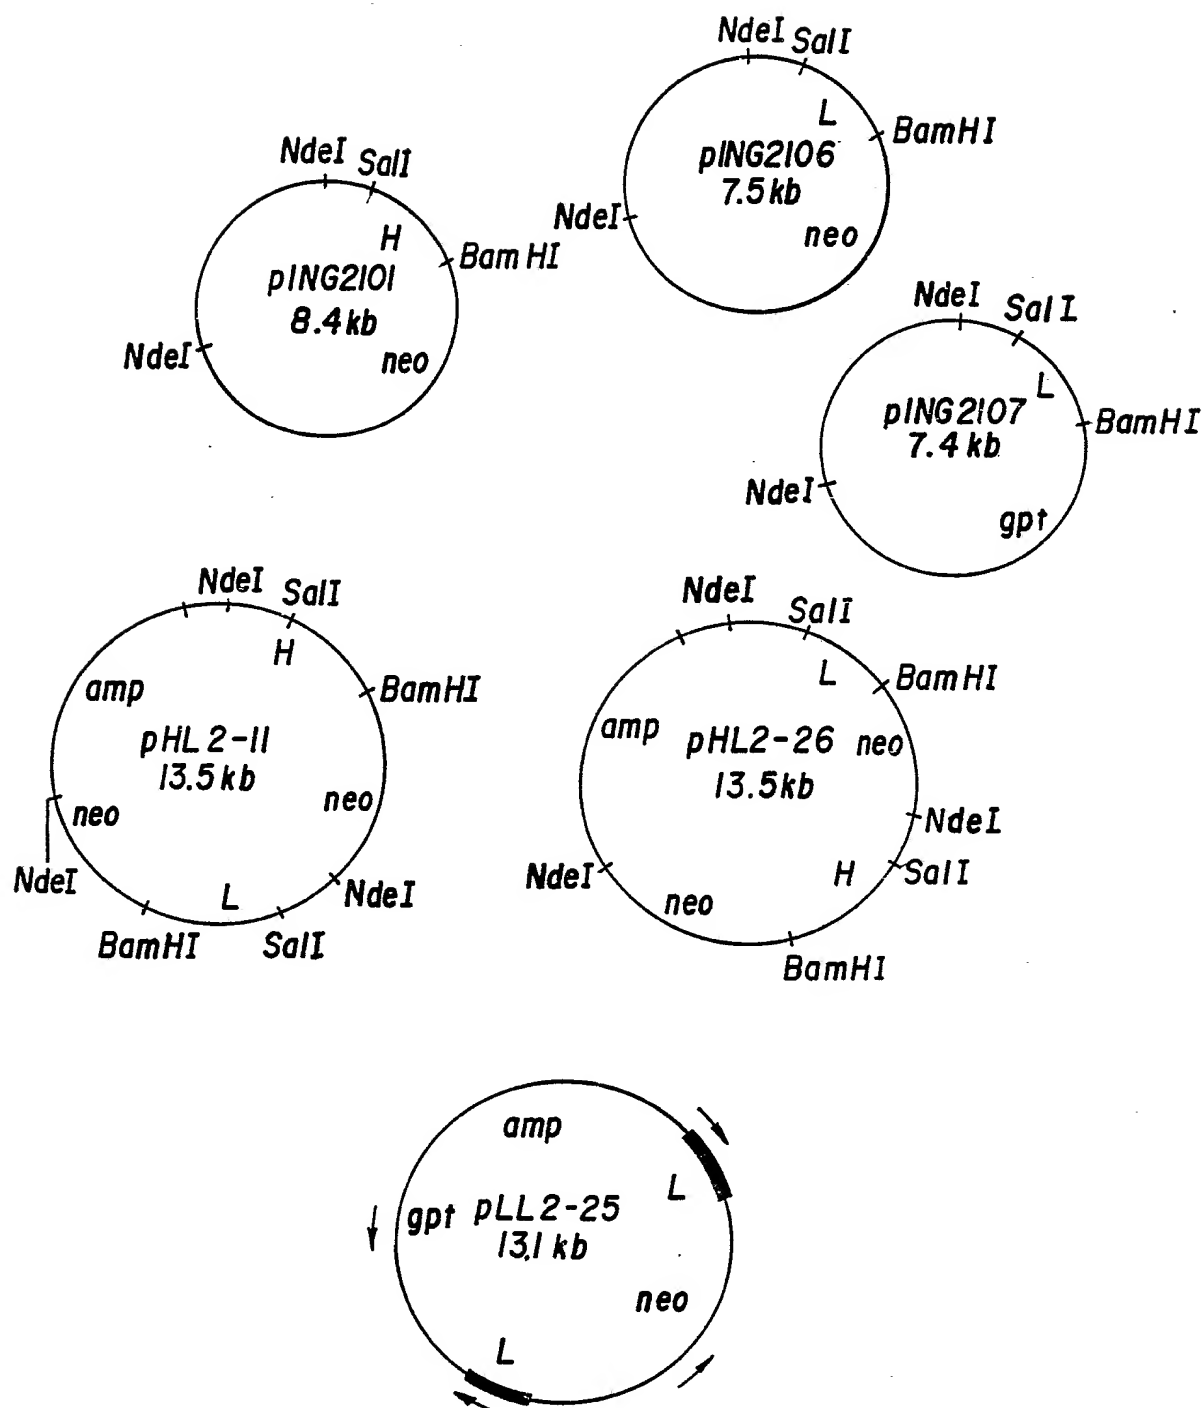 NdeI SalI
L
BamHI
pING2106
7.5 kb
NdeI
neo
NdeI SalI
H
BamHI
pING2101
8.4 kb
NdeI
neo
NdeI SalI
L
BamHI
pING2107
7.4 kb
NdeI
gpt
NdeI SalI
H
BamHI
amp
pHL2-11
13.5 kb
neo
neo
NdeI
L
NdeI
BamHI SalI
NdeI SalI
L
BamHI
amp
pHL2-26
13.5 kb
neo
NdeI
NdeI
H
SalI
neo
BamHI
amp
L
gpt
pLL2-25
13.1 kb
neo
L